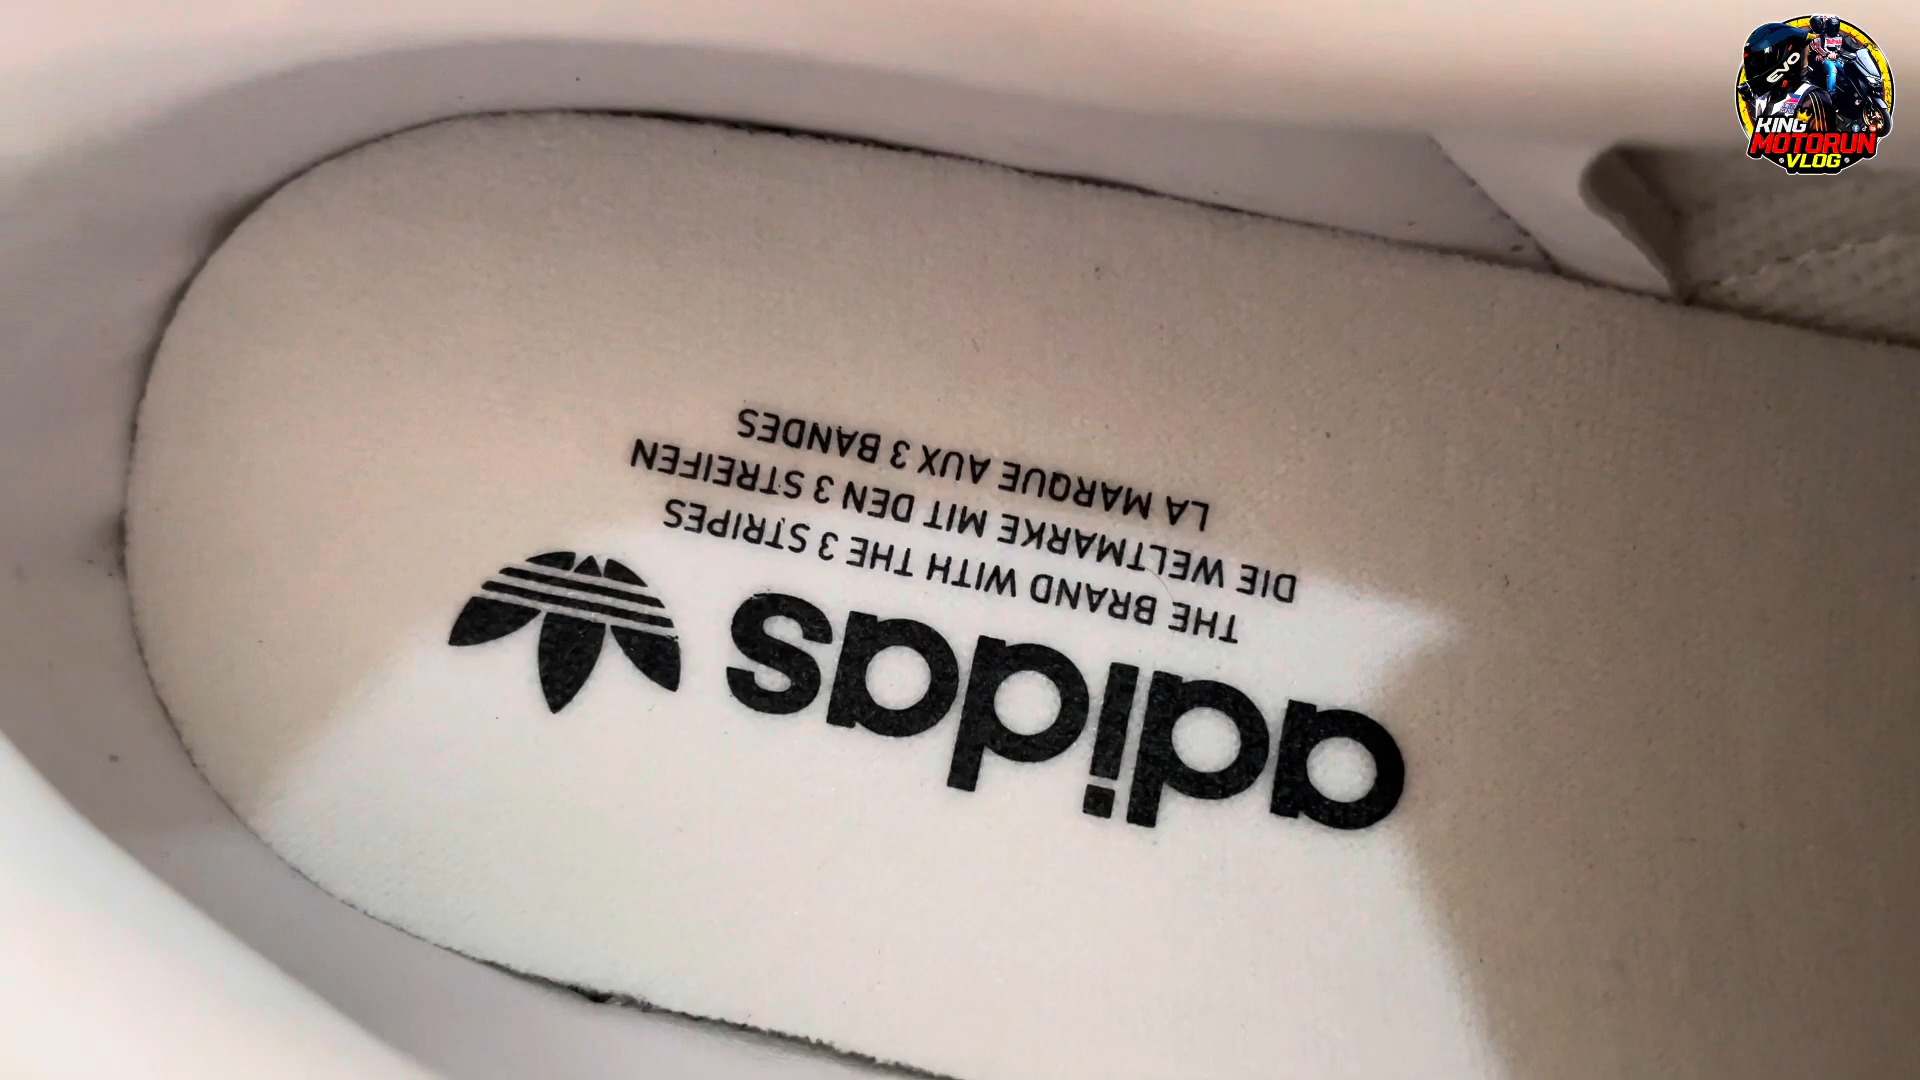 adidas
THE BRAND WITH THE 3 STRIPES
DIE WELTMARKE MIT DEN 3 STREIFEN
LA MARQUE AUX 3 BANDES
EVO
KING
MOTORUN
VLOG